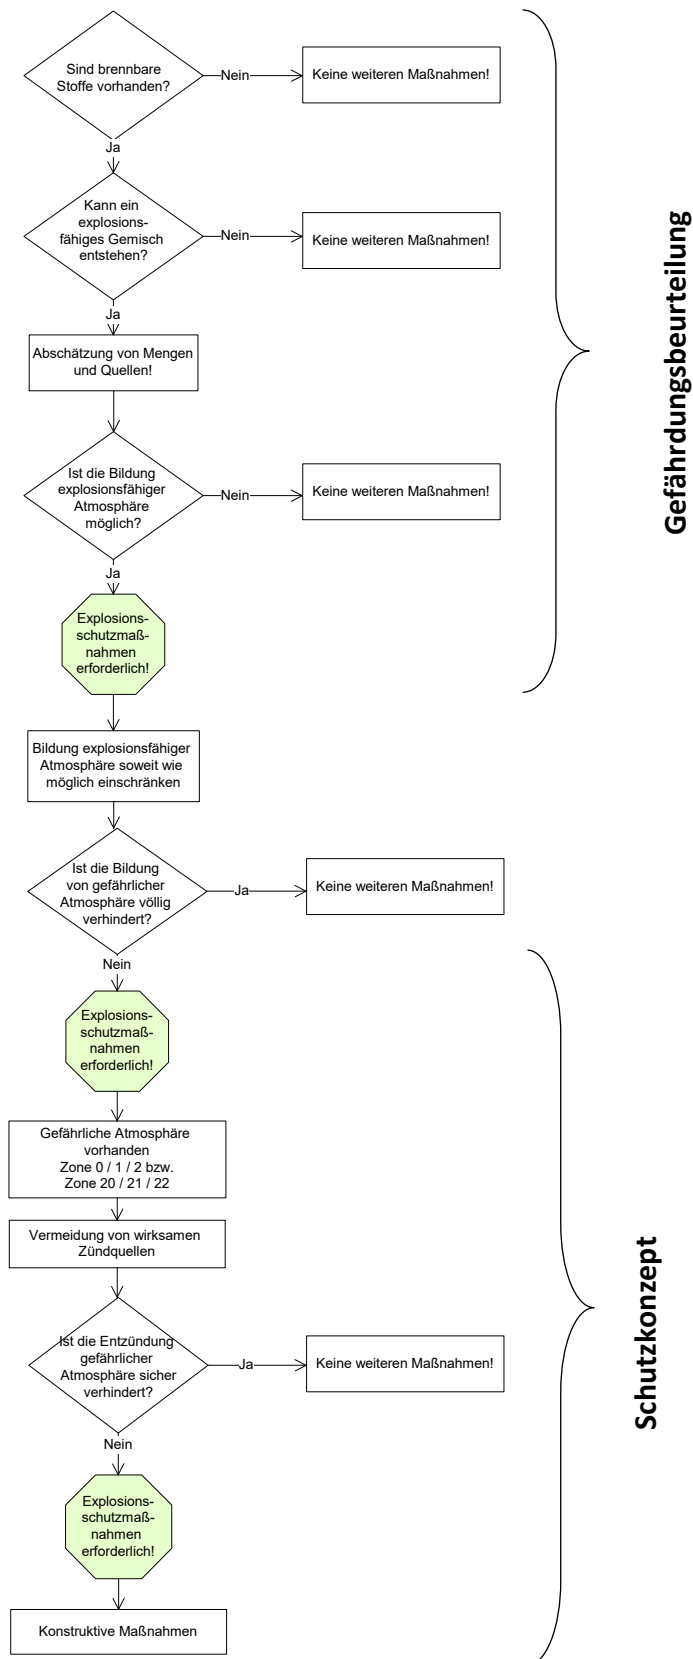 Sind brennbare
Stoffe vorhanden?
Nein
Keine weiteren Maßnahmen!
Ja
Kann ein
explosions-
fähiges Gemisch
entstehen?
Nein
Keine weiteren Maßnahmen!
Ja
Abschätzung von Mengen
und Quellen!
Ist die Bildung
explosionsfähiger
Atmosphäre
möglich?
Nein
Keine weiteren Maßnahmen!
Ja
Explosions-
schutzmaß-
nahmen
erforderlich!
Gefährdungsbeurteilung
Bildung explosionsfähiger
Atmosphäre soweit wie
möglich einschränken
Ist die Bildung
von gefährlicher
Atmosphäre völlig
verhindert?
Ja
Keine weiteren Maßnahmen!
Nein
Explosions-
schutzmaß-
nahmen
erforderlich!
Gefährliche Atmosphäre
vorhanden
Zone 0 / 1 / 2 bzw.
Zone 20 / 21 / 22
Vermeidung von wirksamen
Zündquellen
Ist die Entzündung
gefährlicher
Atmosphäre sicher
verhindert?
Ja
Keine weiteren Maßnahmen!
Nein
Explosions-
schutzmaß-
nahmen
erforderlich!
Konstruktive Maßnahmen
Schutzkonzept